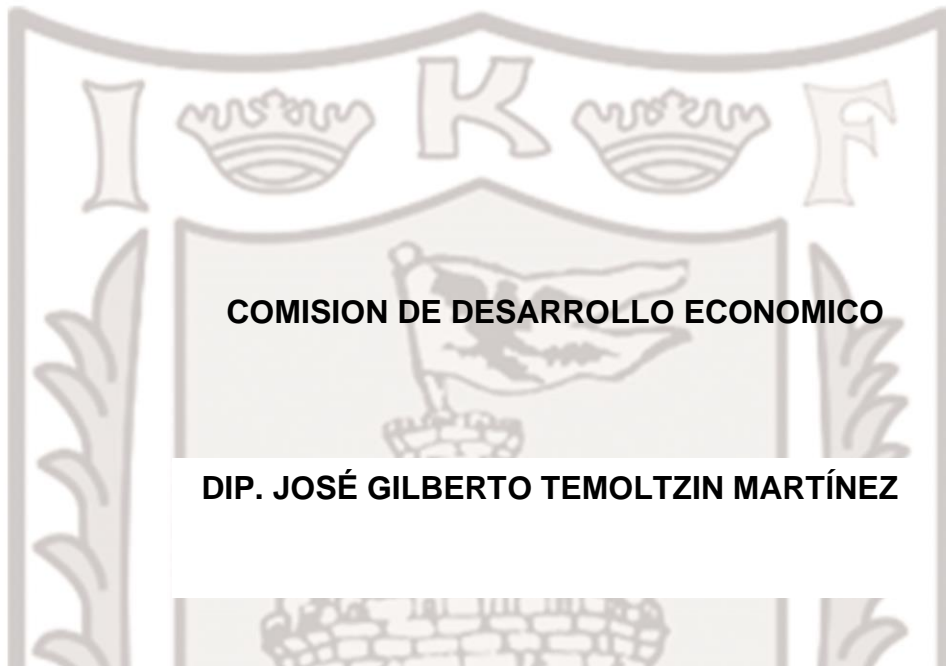 I K F
COMISION DE DESARROLLO ECONOMICO
DIP. JOSÉ GILBERTO TEMOLTZIN MARTÍNEZ